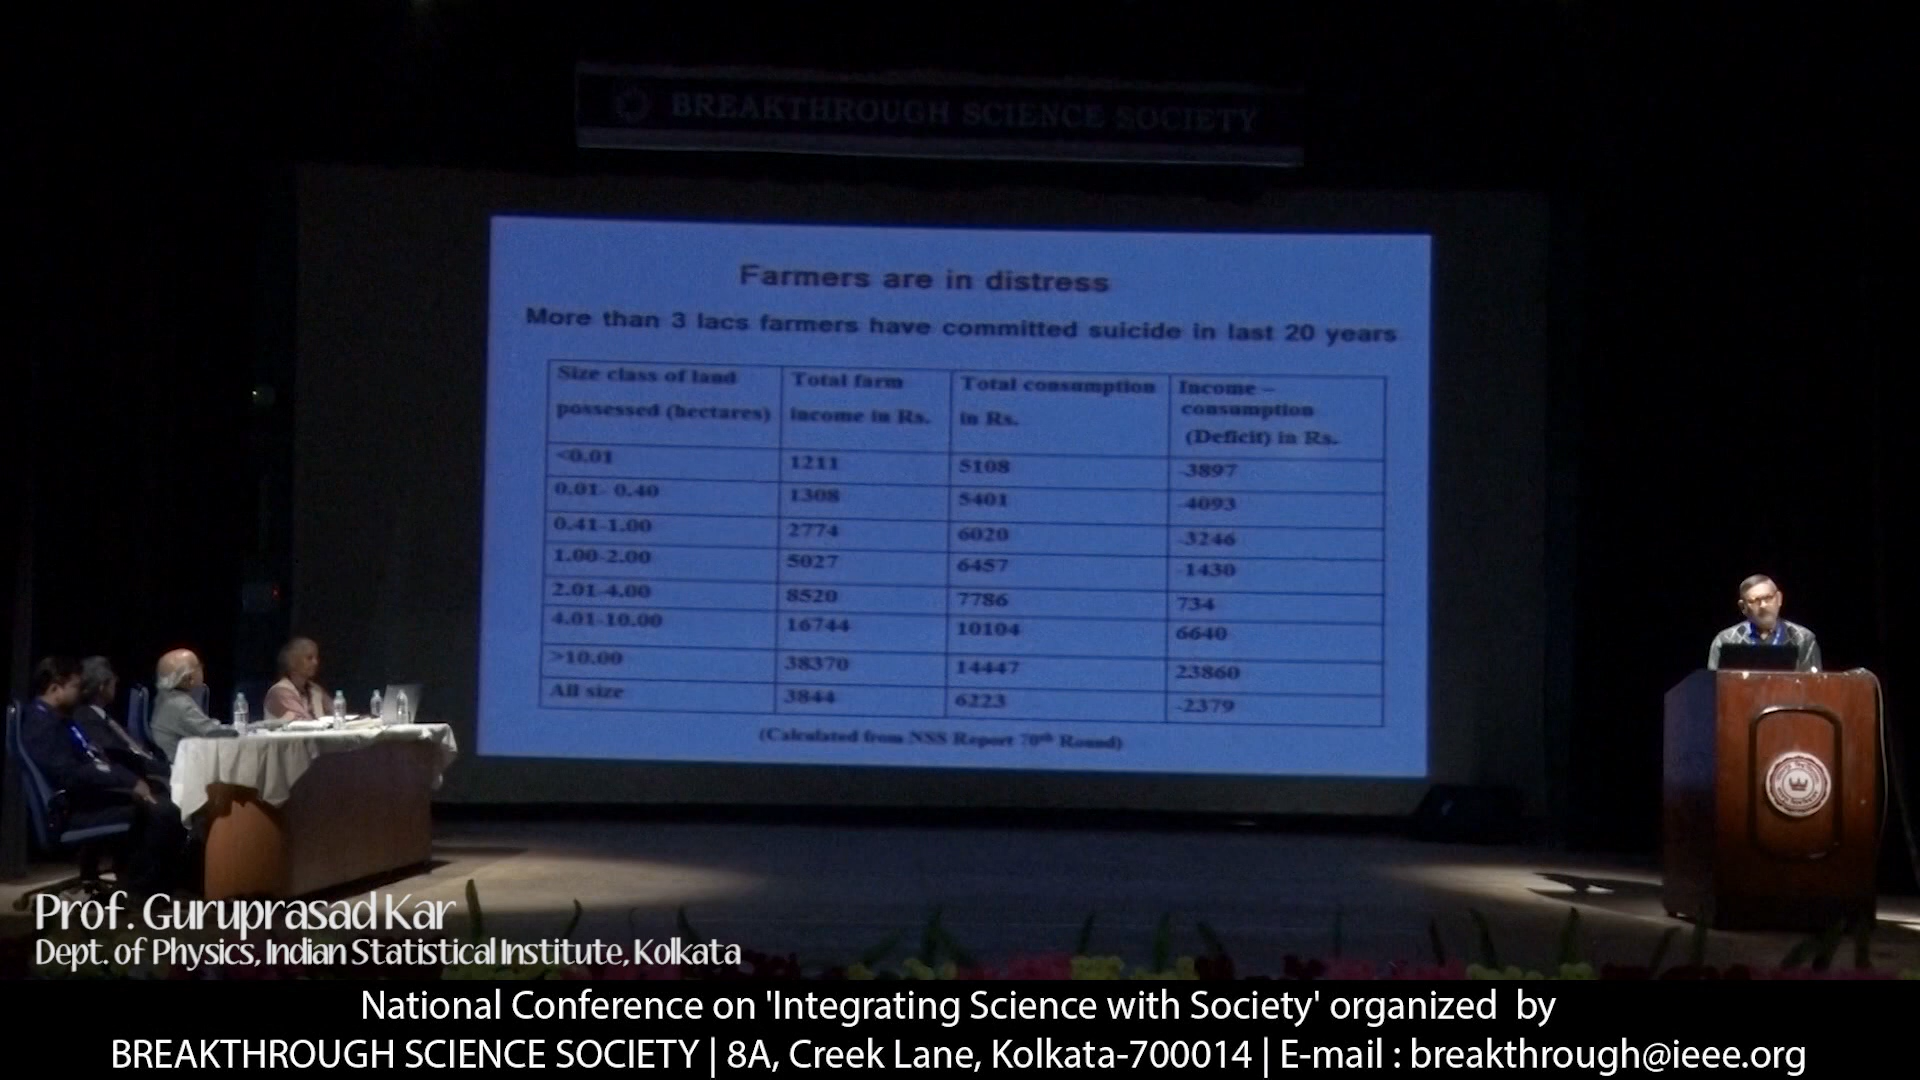 BREAKTHROUGH SCIENCE SOCIETY
Farmers are in distress
More than 3 lacs farmers have committed suicide in last 20 years
Size class of land possessed (hectares) Total farm income in Rs. Total consumption in Rs. Income – consumption (Deficit) in Rs.
<0.01 1211 5108 -3897
0.01- 0.40 1308 5401 -4093
0.41-1.00 2774 6020 -3246
1.00-2.00 5027 6457 -1430
2.01-4.00 8520 7786 734
4.01-10.00 16744 10104 6640
>10.00 38370 14447 23860
All size 3844 6223 -2379
(Calculated from NSS Report 70th Round)
Prof. Guruprasad Kar
Dept. of Physics, Indian Statistical Institute, Kolkata
National Conference on 'Integrating Science with Society' organized by
BREAKTHROUGH SCIENCE SOCIETY | 8A, Creek Lane, Kolkata-700014 | E-mail : breakthrough@ieee.org